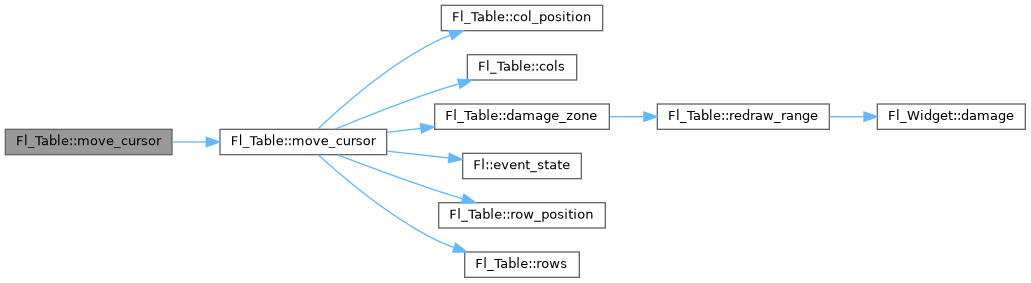 Fl_Table::move_cursor
Fl_Table::move_cursor
Fl_Table::col_position
Fl_Table::cols
Fl_Table::damage_zone
Fl_Table::redraw_range
Fl_Widget::damage
Fl::event_state
Fl_Table::row_position
Fl_Table::rows